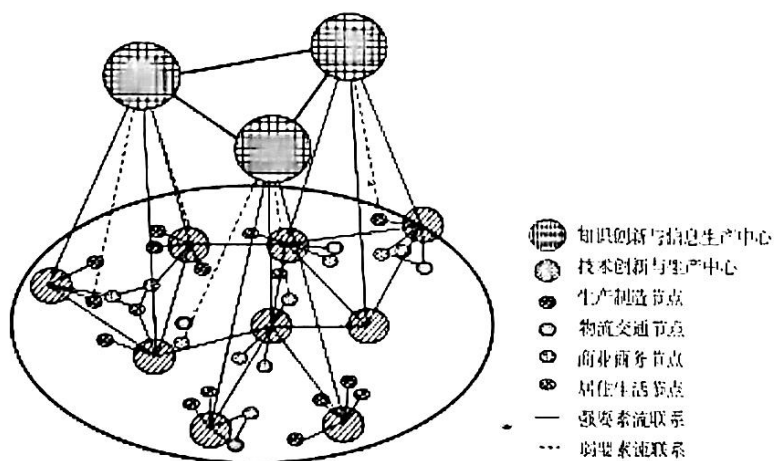 知识创新与信息生产中心
技术创新与生产中心
生产制造节点
物流交通节点
商业商务节点
居住生活节点
强要素流联系
弱要素流联系